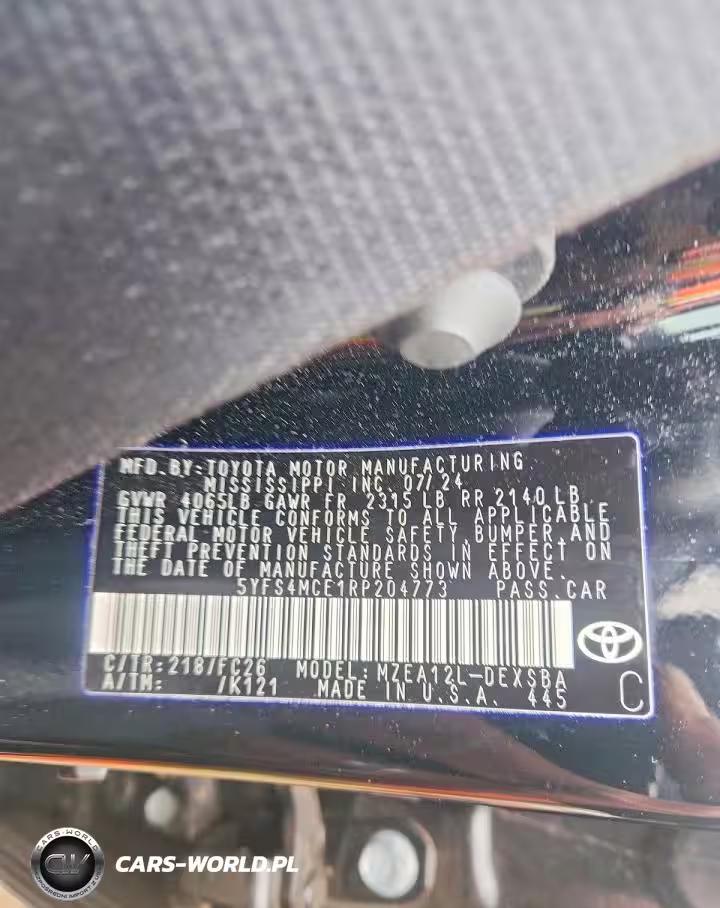 MFD. BY: TOYOTA MOTOR MANUFACTURING
MISSISSIPPI INC. 07/24
GVWR 4065LB GAWR FR 2315 LB RR 2140 LB
THIS VEHICLE CONFORMS TO ALL APPLICABLE
FEDERAL MOTOR VEHICLE SAFETY, BUMPER, AND
THEFT PREVENTION STANDARDS IN EFFECT ON
THE DATE OF MANUFACTURE SHOWN ABOVE.
5YFS4MCE1RP204773 PASS. CAR
C/TR: 218/FC26 MODEL: MZEA12L-DEXSBA
A/TM: /K121 MADE IN U.S.A. 445 C
CARS-WORLD
CW
CARS-WORLD.PL